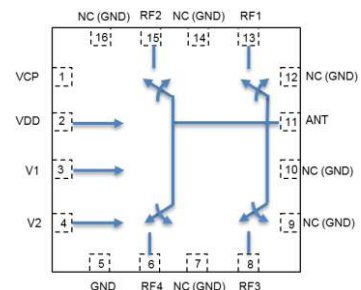 NC (GND) RF2 NC (GND) RF1
16 15 14 13
VCP 1 12 NC (GND)
VDD 2 11 ANT
V1 3 10 NC (GND)
V2 4 9 NC (GND)
5 6 7 8
GND RF4 NC (GND) RF3